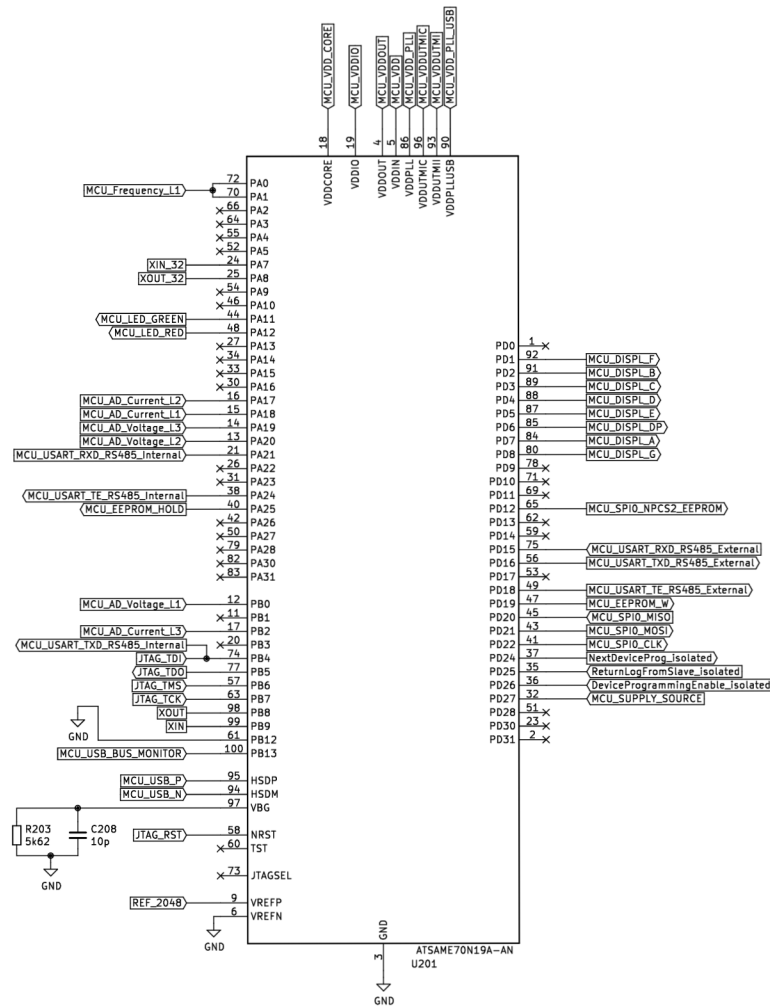 MCU_VDD_CORE
MCU_VDDIO
MCU_VDDOUT
MCU_VDD
MCU_VDD_PLL
MCU_VDDUTMIC
MCU_VDDUTMI
MCU_VDD_PLL_USB
18 19 4 5 86 96 93 90
VDDCORE VDDIO VDDOUT VDDIN VDDPLL VDDUTMIC VDDUTMII VDDPLLUSB
MCU_Frequency_L1
72 PA0
70 PA1
66 PA2
64 PA3
55 PA4
52 PA5
XIN_32 24 PA7
XOUT_32 25 PA8
54 PA9
46 PA10
MCU_LED_GREEN 44 PA11
MCU_LED_RED 48 PA12
27 PA13
34 PA14
33 PA15
30 PA16
MCU_AD_Current_L2 16 PA17
MCU_AD_Current_L1 15 PA18
MCU_AD_Voltage_L3 14 PA19
MCU_AD_Voltage_L2 13 PA20
MCU_USART_RXD_RS485_Internal 21 PA21
26 PA22
31 PA23
MCU_USART_TE_RS485_Internal 38 PA24
MCU_EEPROM_HOLD 40 PA25
42 PA26
50 PA27
79 PA28
82 PA30
83 PA31
MCU_AD_Voltage_L1 12 PB0
11 PB1
MCU_AD_Current_L3 17 PB2
MCU_USART_TXD_RS485_Internal 20 PB3
JTAG_TDI 74 PB4
JTAG_TDO 77 PB5
JTAG_TMS 57 PB6
JTAG_TCK 63 PB7
XOUT 98 PB8
XIN 99 PB9
GND 61 PB12
MCU_USB_BUS_MONITOR 100 PB13
MCU_USB_P 95 HSDP
MCU_USB_N 94 HSDM
97 VBG
R203
5k62
C208
10p
GND
JTAG_RST 58 NRST
60 TST
73 JTAGSEL
REF_2048 9 VREFP
6 VREFN
GND
PD0 1
PD1 92 MCU_DISPL_F
PD2 91 MCU_DISPL_B
PD3 89 MCU_DISPL_C
PD4 88 MCU_DISPL_D
PD5 87 MCU_DISPL_E
PD6 85 MCU_DISPL_DP
PD7 84 MCU_DISPL_A
PD8 80 MCU_DISPL_G
PD9 78
PD10 71
PD11 69
PD12 65 MCU_SPI0_NPCS2_EEPROM
PD13 62
PD14 59
PD15 75 MCU_USART_RXD_RS485_External
PD16 56 MCU_USART_TXD_RS485_External
PD17 53
PD18 49 MCU_USART_TE_RS485_External
PD19 47 MCU_EEPROM_W
PD20 45 MCU_SPI0_MISO
PD21 43 MCU_SPI0_MOSI
PD22 41 MCU_SPI0_CLK
PD24 37 NextDeviceProg_isolated
PD25 35 ReturnLogFromSlave_isolated
PD26 36 DeviceProgrammingEnable_isolated
PD27 32 MCU_SUPPLY_SOURCE
PD28 51
PD30 23
PD31 2
GND
3
ATSAME70N19A-AN
U201
GND